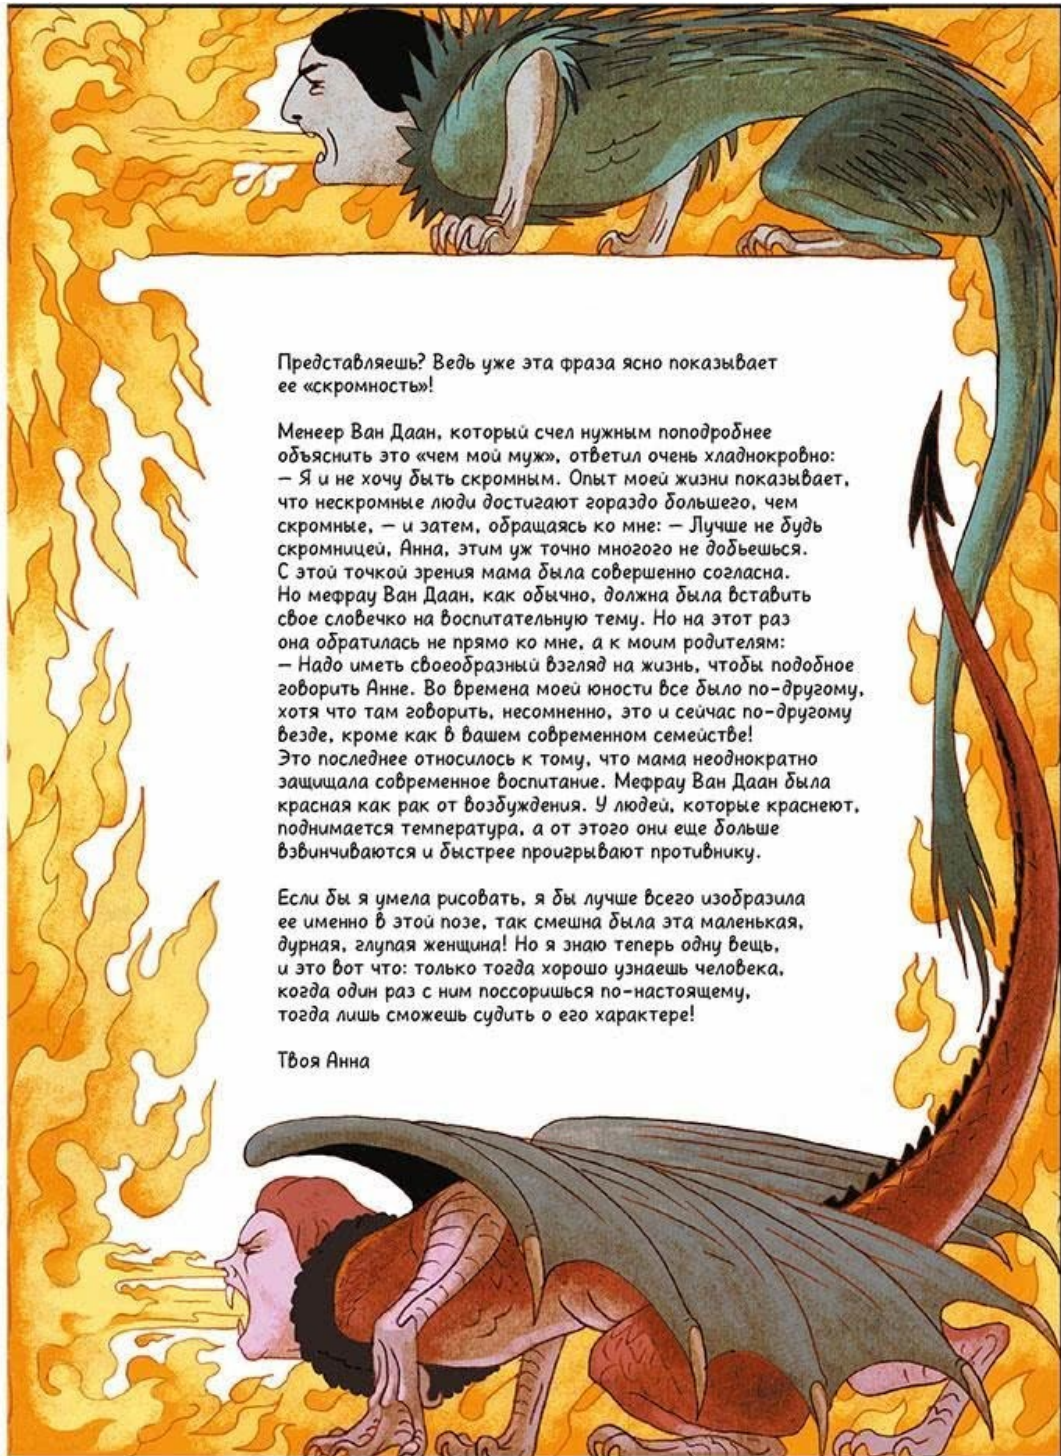 Представляешь? Ведь уже эта фраза ясно показывает
ее «скромность»!
Менеер Ван Даан, который счел нужным поподробнее
объяснить это «чем мой муж», ответил очень хладнокровно:
– Я и не хочу быть скромным. Опыт моей жизни показывает,
что нескромные люди достигают гораздо большего, чем
скромные, – и затем, обращаясь ко мне: – Лучше не будь
скромницей, Анна, этим уж точно многого не добьешься.
С этой точкой зрения мама была совершенно согласна.
Но мефрау Ван Даан, как обычно, должна была вставить
свое словечко на воспитательную тему. Но на этот раз
она обратилась не прямо ко мне, а к моим родителям:
– Надо иметь своеобразный взгляд на жизнь, чтобы подобное
говорить Анне. Во времена моей юности все было по-другому,
хотя что там говорить, несомненно, это и сейчас по-другому
везде, кроме как в вашем современном семействе!
Это последнее относилось к тому, что мама неоднократно
защищала современное воспитание. Мефрау Ван Даан была
красная как рак от возбуждения. У людей, которые краснеют,
поднимается температура, а от этого они еще больше
взвинчиваются и быстрее проигрывают противнику.
Если бы я умела рисовать, я бы лучше всего изобразила
ее именно в этой позе, так смешна была эта маленькая,
дурная, глупая женщина! Но я знаю теперь одну вещь,
и это вот что: только тогда хорошо узнаешь человека,
когда один раз с ним поссоришься по-настоящему,
тогда лишь сможешь судить о его характере!
Твоя Анна